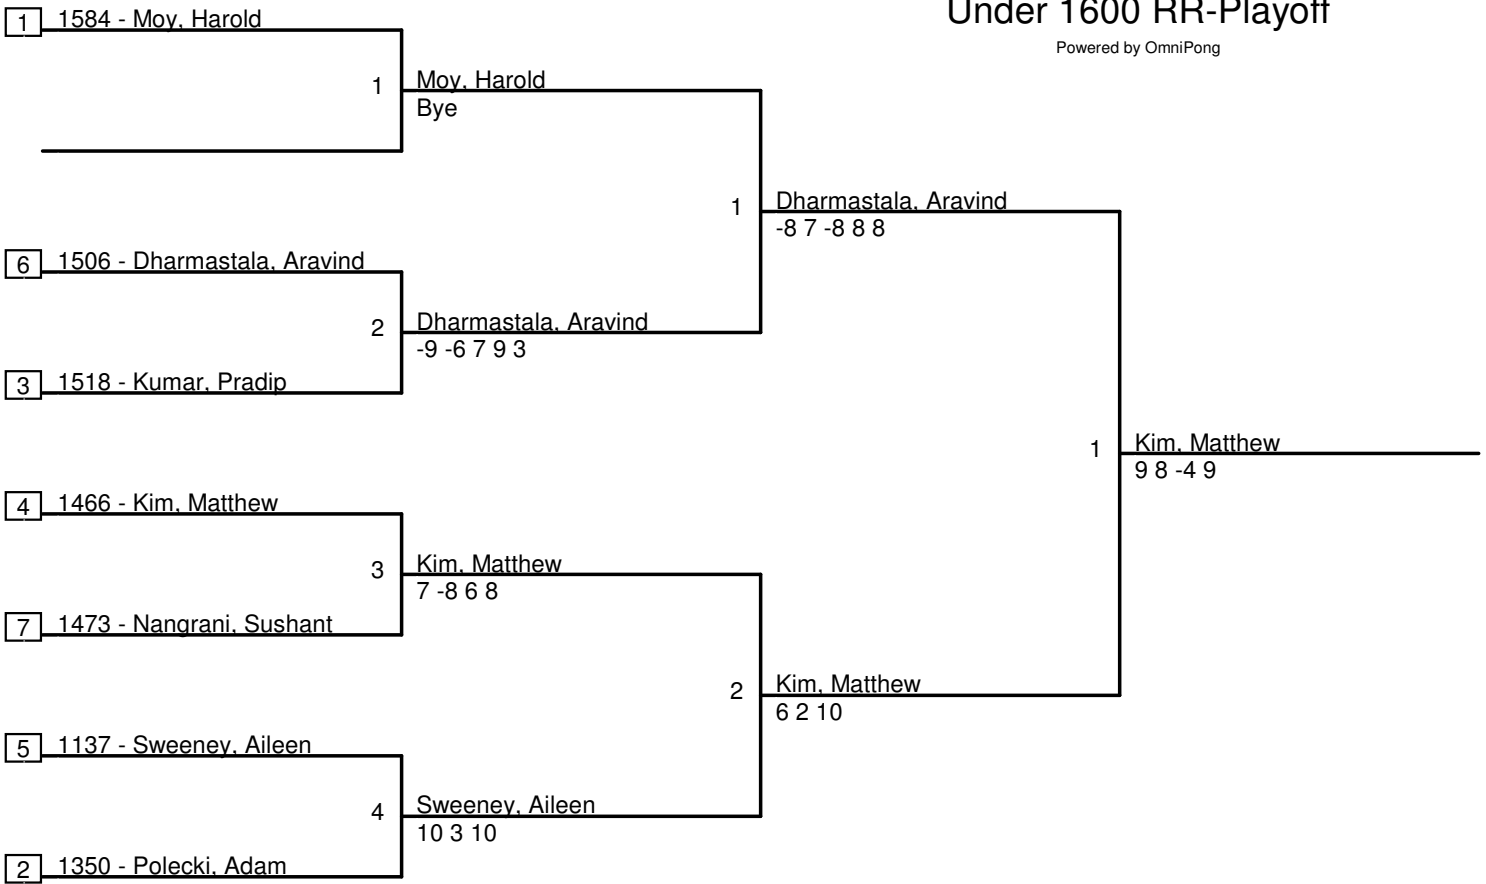 Under 1600 RR-Playoff
Powered by OmniPong
1 1584 - Moy, Harold
1 Moy, Harold
Bye
1 Dharmastala, Aravind
-8 7 -8 8 8
6 1506 - Dharmastala, Aravind
2 Dharmastala, Aravind
-9 -6 7 9 3
3 1518 - Kumar, Pradip
1 Kim, Matthew
9 8 -4 9
4 1466 - Kim, Matthew
3 Kim, Matthew
7 -8 6 8
7 1473 - Nangrani, Sushant
2 Kim, Matthew
6 2 10
5 1137 - Sweeney, Aileen
4 Sweeney, Aileen
10 3 10
2 1350 - Polecki, Adam